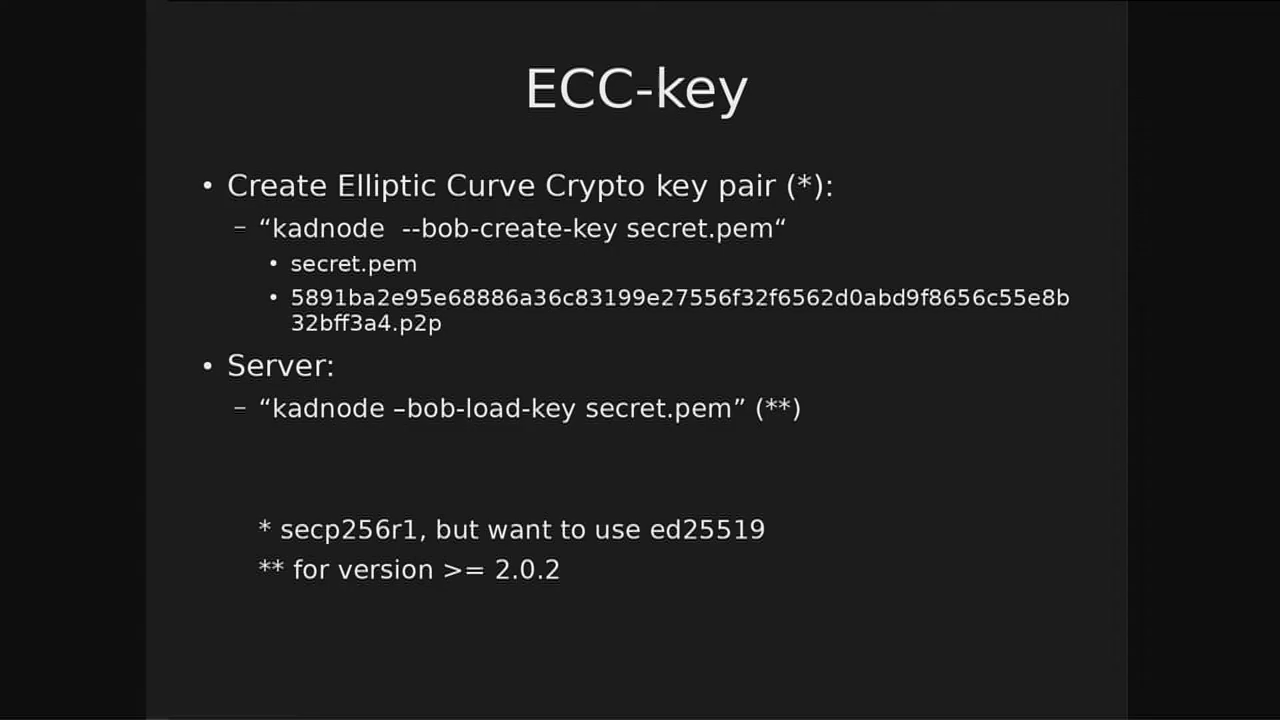 ECC-key
• Create Elliptic Curve Crypto key pair (*):
– “kadnode  --bob-create-key secret.pem“
• secret.pem
• 5891ba2e95e68886a36c83199e27556f32f6562d0abd9f8656c55e8b
32bff3a4.p2p
• Server:
– “kadnode –bob-load-key secret.pem” (**)
* secp256r1, but want to use ed25519
** for version >= 2.0.2